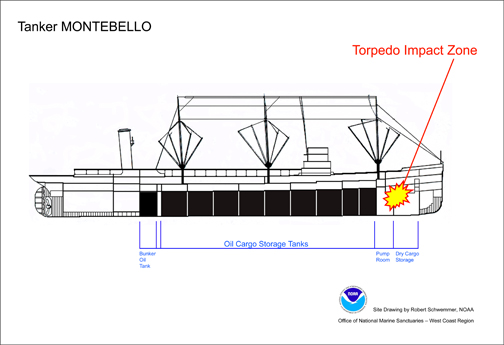 Tanker MONTEBELLO
Torpedo Impact Zone
Oil Cargo Storage Tanks
Bunker
Oil
Tank
Pump
Room
Dry Cargo
Storage
NOAA
Site Drawing by Robert Schwemmer, NOAA
Office of National Marine Sanctuaries – West Coast Region